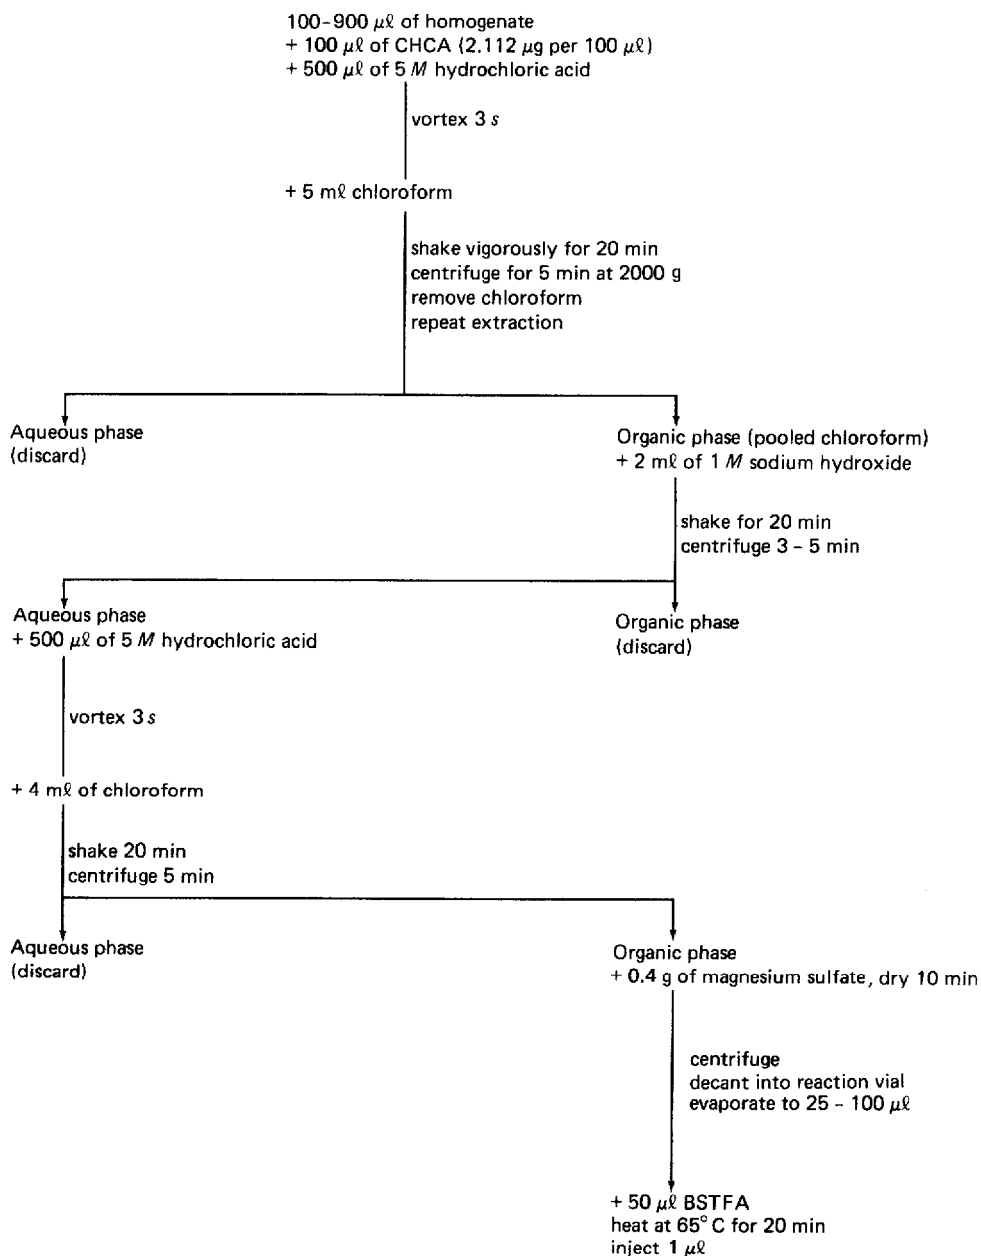 100-900 µℓ of homogenate
+ 100 µℓ of CHCA (2.112 µg per 100 µℓ)
+ 500 µℓ of 5 M hydrochloric acid
vortex 3 s
+ 5 mℓ chloroform
shake vigorously for 20 min
centrifuge for 5 min at 2000 g
remove chloroform
repeat extraction
Aqueous phase
(discard)
Organic phase (pooled chloroform)
+ 2 mℓ of 1 M sodium hydroxide
shake for 20 min
centrifuge 3 – 5 min
Aqueous phase
+ 500 µℓ of 5 M hydrochloric acid
Organic phase
(discard)
vortex 3 s
+ 4 mℓ of chloroform
shake 20 min
centrifuge 5 min
Aqueous phase
(discard)
Organic phase
+ 0.4 g of magnesium sulfate, dry 10 min
centrifuge
decant into reaction vial
evaporate to 25 – 100 µℓ
+ 50 µℓ BSTFA
heat at 65° C for 20 min
inject 1 µℓ